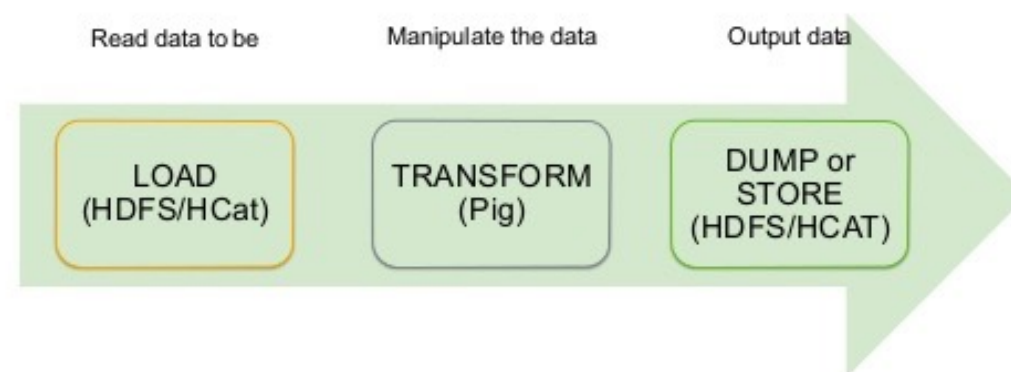 Read data to be
Manipulate the data
Output data
LOAD
(HDFS/HCat)
TRANSFORM
(Pig)
DUMP or
STORE
(HDFS/HCAT)